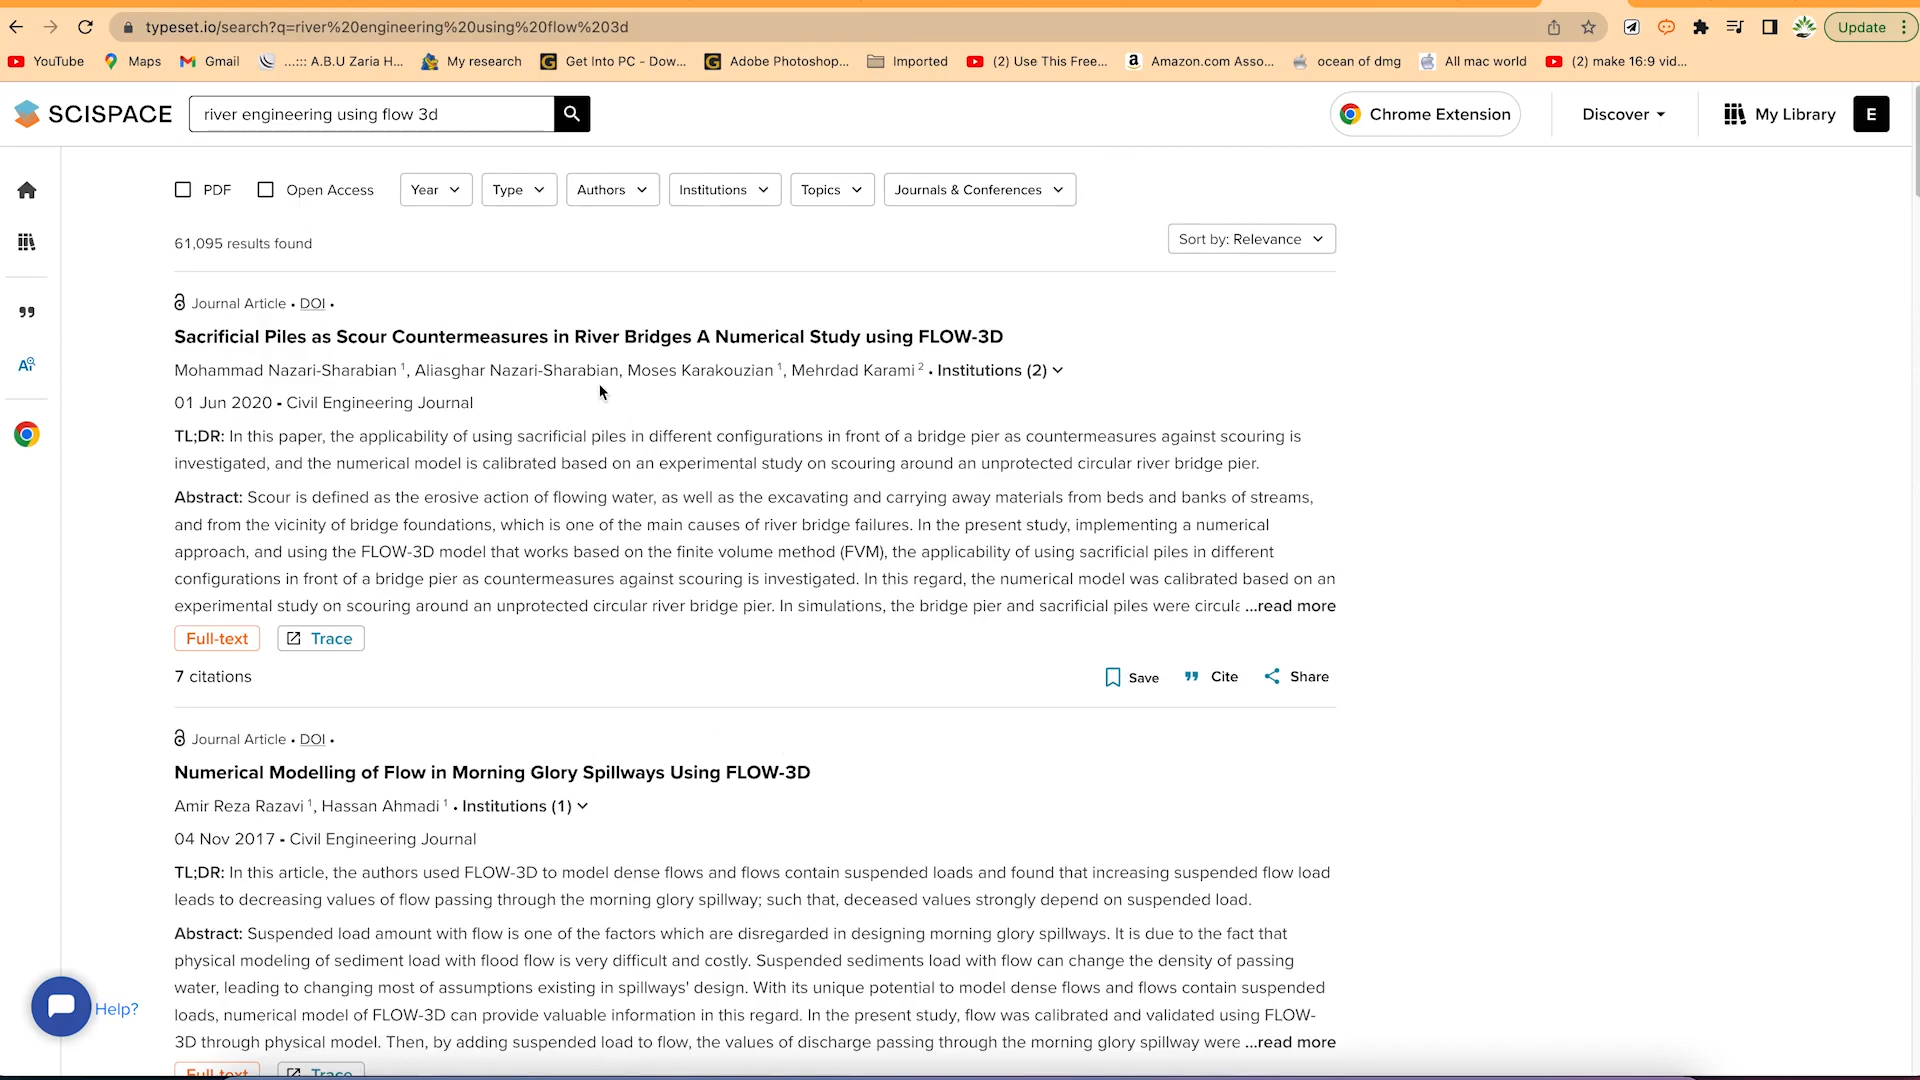 typeset.io/search?q=river%20engineering%20using%20flow%203d
Update
YouTube
Maps
Gmail
...::: A.B.U Zaria H...
My research
Get Into PC - Dow...
Adobe Photoshop...
Imported
(2) Use This Free...
Amazon.com Asso...
ocean of dmg
All mac world
(2) make 16:9 vid...
SCISPACE
river engineering using flow 3d
Chrome Extension
Discover
My Library
E
PDF
Open Access
Year
Type
Authors
Institutions
Topics
Journals & Conferences
61,095 results found
Sort by: Relevance
Journal Article • DOI •
Sacrificial Piles as Scour Countermeasures in River Bridges A Numerical Study using FLOW-3D
Mohammad Nazari-Sharabian 1, Aliasghar Nazari-Sharabian, Moses Karakouzian 1, Mehrdad Karami 2 • Institutions (2)
01 Jun 2020 - Civil Engineering Journal
TL;DR: In this paper, the applicability of using sacrificial piles in different configurations in front of a bridge pier as countermeasures against scouring is
investigated, and the numerical model is calibrated based on an experimental study on scouring around an unprotected circular river bridge pier.
Abstract: Scour is defined as the erosive action of flowing water, as well as the excavating and carrying away materials from beds and banks of streams,
and from the vicinity of bridge foundations, which is one of the main causes of river bridge failures. In the present study, implementing a numerical
approach, and using the FLOW-3D model that works based on the finite volume method (FVM), the applicability of using sacrificial piles in different
configurations in front of a bridge pier as countermeasures against scouring is investigated. In this regard, the numerical model was calibrated based on an
experimental study on scouring around an unprotected circular river bridge pier. In simulations, the bridge pier and sacrificial piles were circula ...read more
Full-text
Trace
7 citations
Save
Cite
Share
Journal Article • DOI •
Numerical Modelling of Flow in Morning Glory Spillways Using FLOW-3D
Amir Reza Razavi 1, Hassan Ahmadi 1 • Institutions (1)
04 Nov 2017 - Civil Engineering Journal
TL;DR: In this article, the authors used FLOW-3D to model dense flows and flows contain suspended loads and found that increasing suspended flow load
leads to decreasing values of flow passing through the morning glory spillway; such that, deceased values strongly depend on suspended load.
Abstract: Suspended load amount with flow is one of the factors which are disregarded in designing morning glory spillways. It is due to the fact that
physical modeling of sediment load with flood flow is very difficult and costly. Suspended sediments load with flow can change the density of passing
water, leading to changing most of assumptions existing in spillways' design. With its unique potential to model dense flows and flows contain suspended
loads, numerical model of FLOW-3D can provide valuable information in this regard. In the present study, flow was calibrated and validated using FLOW-
3D through physical model. Then, by adding suspended load to flow, the values of discharge passing through the morning glory spillway were ...read more
Full-text
Trace
Help?